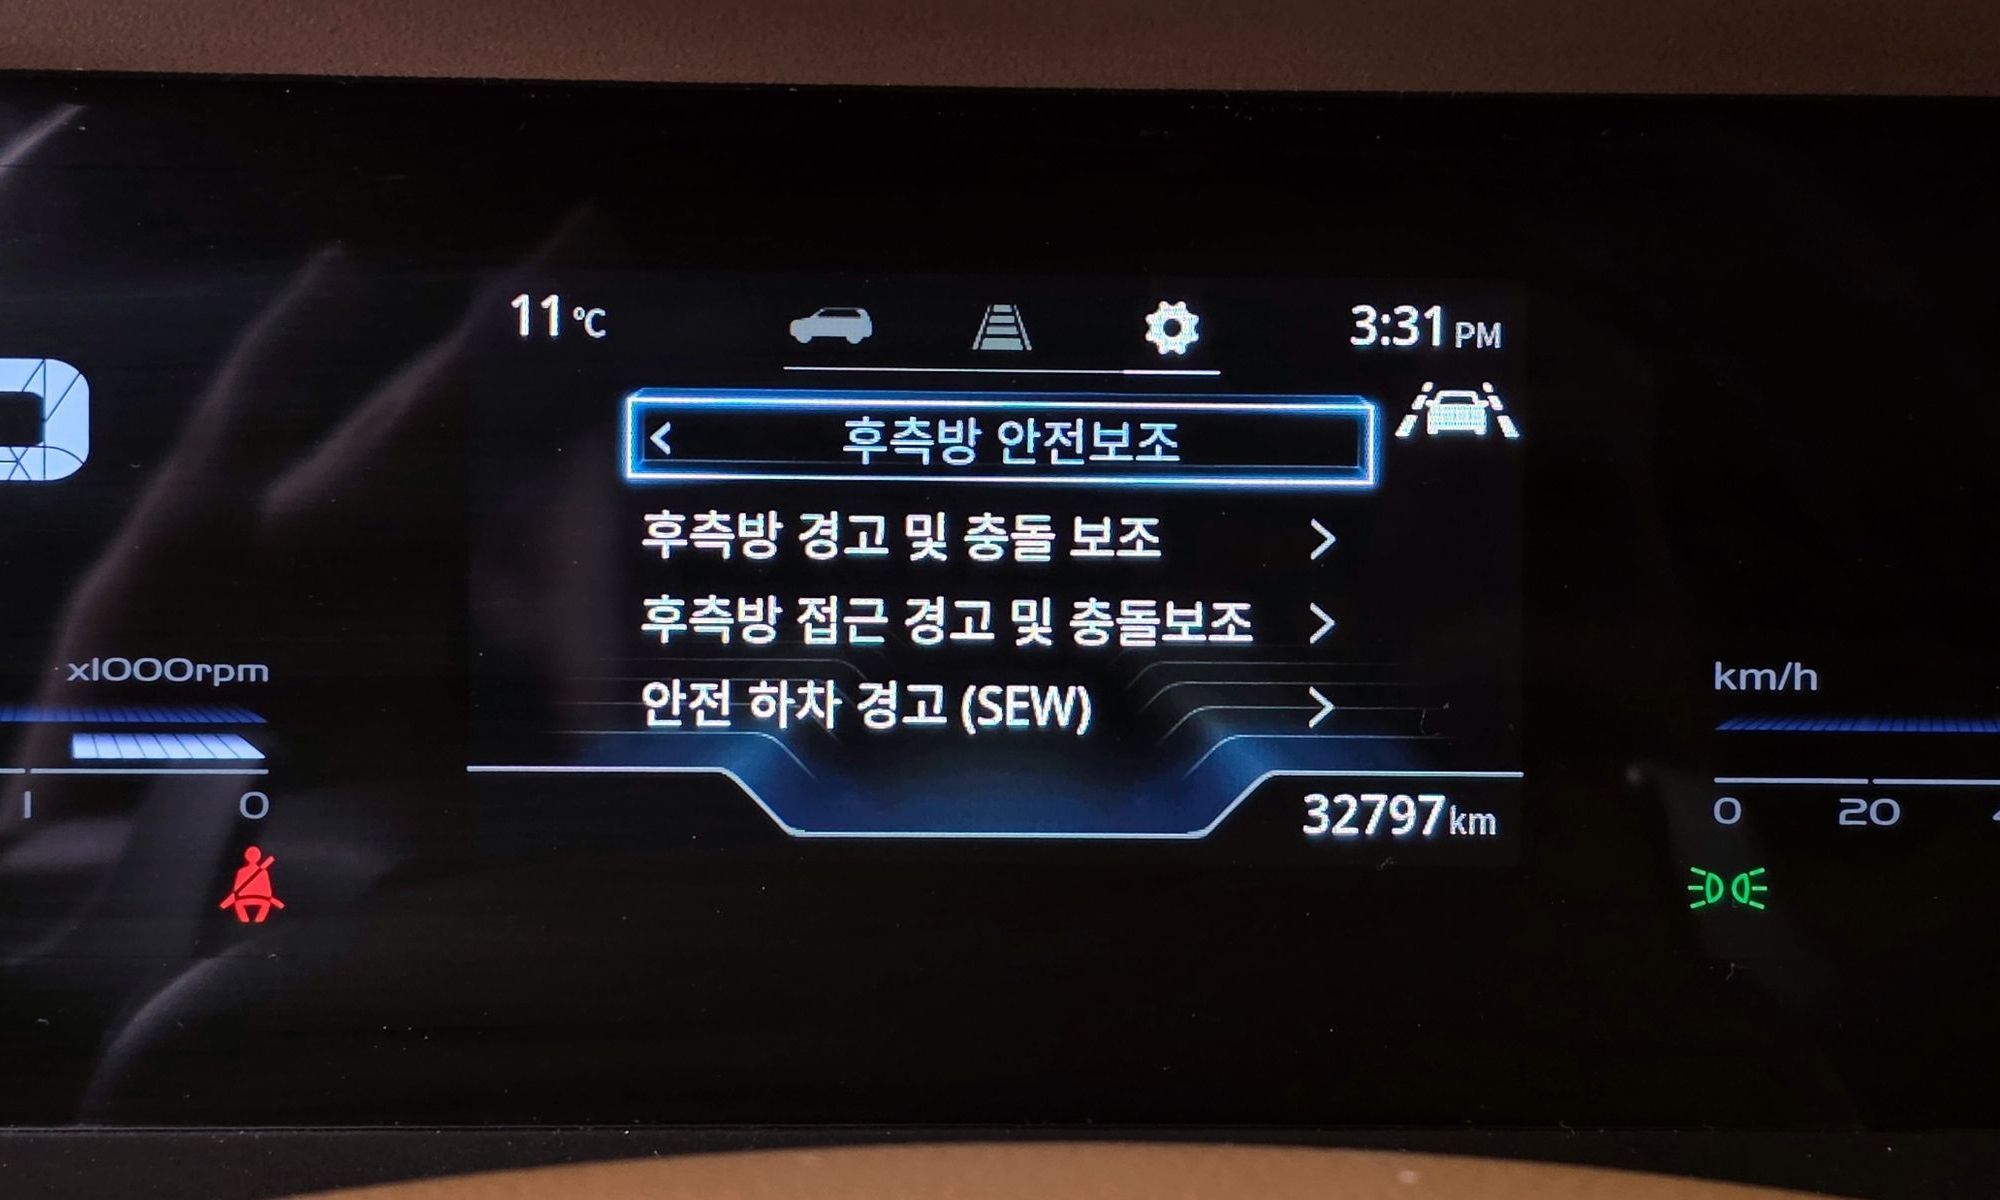 11°C
3:31 PM
후측방 안전보조
후측방 경고 및 충돌 보조
후측방 접근 경고 및 충돌보조
안전 하차 경고 (SEW)
x1000rpm
1 0
km/h
0 20
32797km